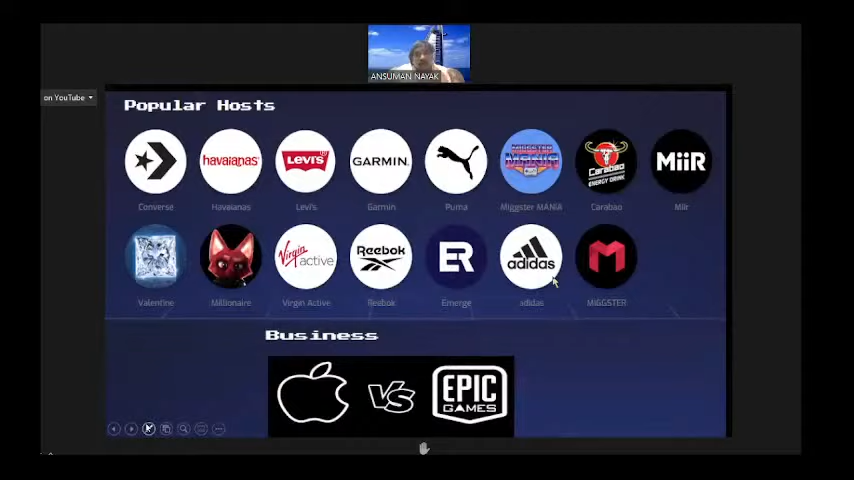 ANSUMAN NAYAK
on YouTube
Popular Hosts
havaianas
LEVI'S
GARMIN
MIGGSTER
MANIA
Carabao
ENERGY DRINK
MiiR
Converse
Havaianas
Levi's
Garmin
Puma
Miggster MANIA
Carabao
Miir
Virgin
active
Reebok
ER
adidas
M
Valentine
Millionaire
Virgin Active
Reebok
Emerge
adidas
MIGGSTER
Business
VS
EPIC
GAMES